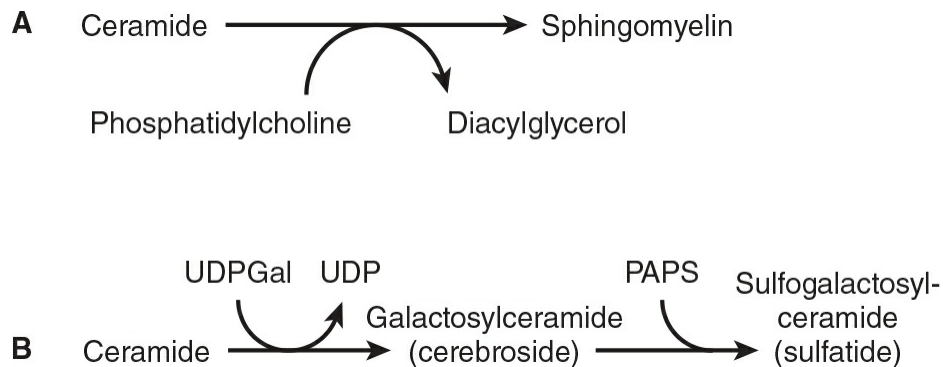 A Ceramide Sphingomyelin
Phosphatidylcholine Diacylglycerol
UDPGal UDP PAPS Sulfogalactosyl-
Galactosylceramide ceramide
B Ceramide (cerebroside) (sulfatide)